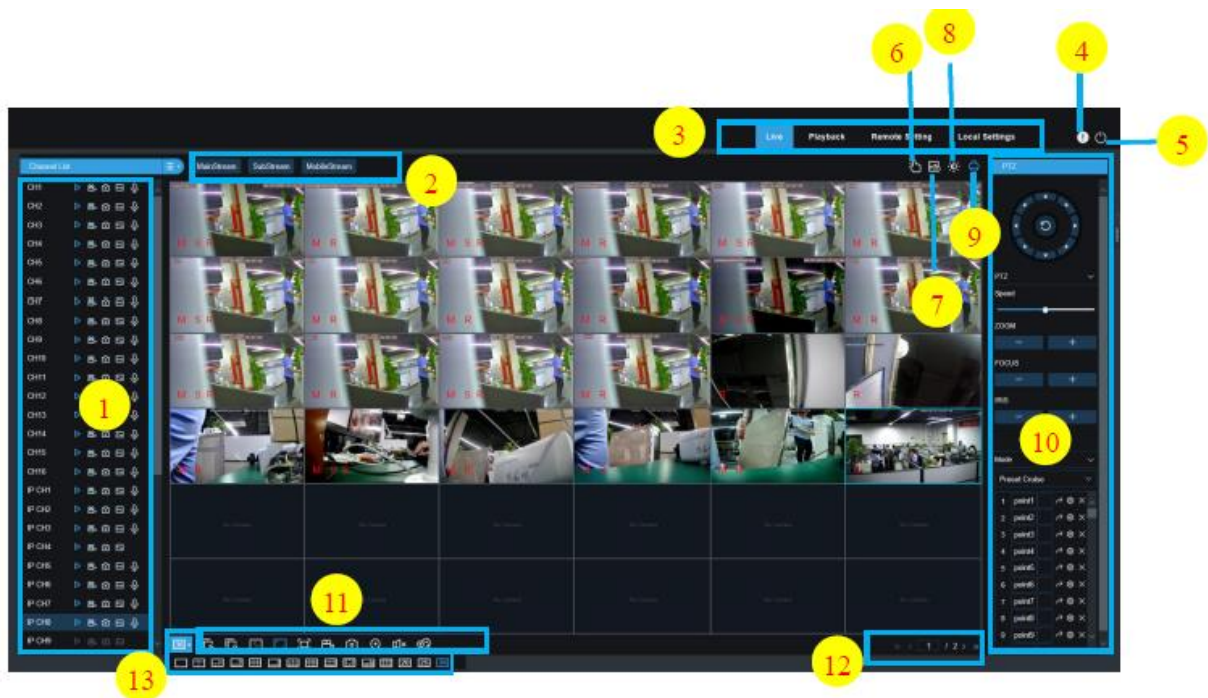 8
6
4
3
5
Live Playback Remote Setting Local Settings
Channel List
MainStream SubStream MobileStream
2
PTZ
9
7
CH1
CH2
CH3
CH4
CH5
CH6
CH7
CH8
CH9
CH10
CH11
CH12
CH13
CH14
CH15
CH16
IP CH1
IP CH2
IP CH3
IP CH4
IP CH5
IP CH6
IP CH7
IP CH8
IP CH9
1
M S R
M R
M S R
M R
M S R
M R
M S R
M R
M S R
M R
R
R
PTZ
Speed
ZOOM
FOCUS
IRIS
10
Mode
Preset Cruise
1 point1
2 point2
3 point3
4 point4
5 point5
6 point6
7 point7
8 point8
9 point9
11
1 / 2
12
13